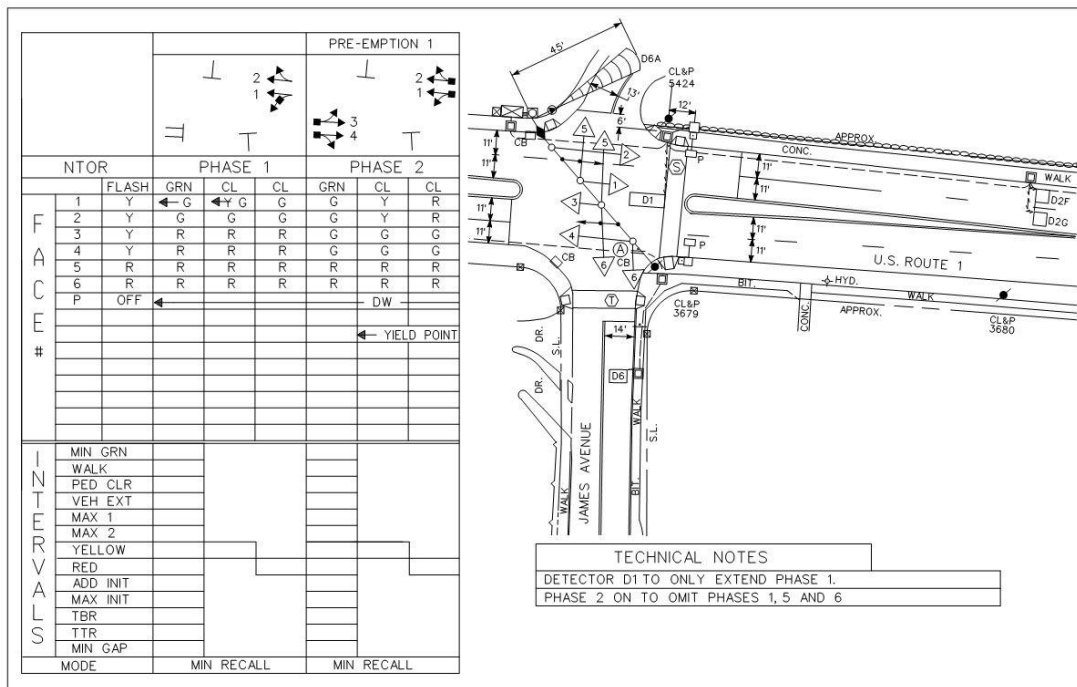 PRE-EMPTION 1
2
1
2
1
3
4
NTOR PHASE 1 PHASE 2
FLASH GRN CL CL GRN CL CL
FACE #
1 Y ←G ←Y G G G Y R
2 Y G G G G Y R
3 Y R R R G G G
4 Y R R R G G G
5 R R R R R R R
6 R R R R R R R
P OFF ← DW
← YIELD POINT
INTERVALS
MIN GRN
WALK
PED CLR
VEH EXT
MAX 1
MAX 2
YELLOW
RED
ADD INIT
MAX INIT
TBR
TTR
MIN GAP
MODE MIN RECALL MIN RECALL
45'
D6A
CL&P
5424
13'
12'
6'
APPROX.
CONC.
WALK
CB
5
5
2
S
P
11'
11'
11'
11'
1
D1
D2F
D2G
3
11'
11'
4
A
P
11'
11'
U.S. ROUTE 1
CB
CB
6
6
HYD.
BIT.
WALK
CONC.
APPROX.
CL&P
3679
CL&P
3680
T
14'
DR.
S.L.
DR.
D6
WALK
S.L.
JAMES AVENUE
WALK
BIT.
TECHNICAL NOTES
DETECTOR D1 TO ONLY EXTEND PHASE 1.
PHASE 2 ON TO OMIT PHASES 1, 5 AND 6